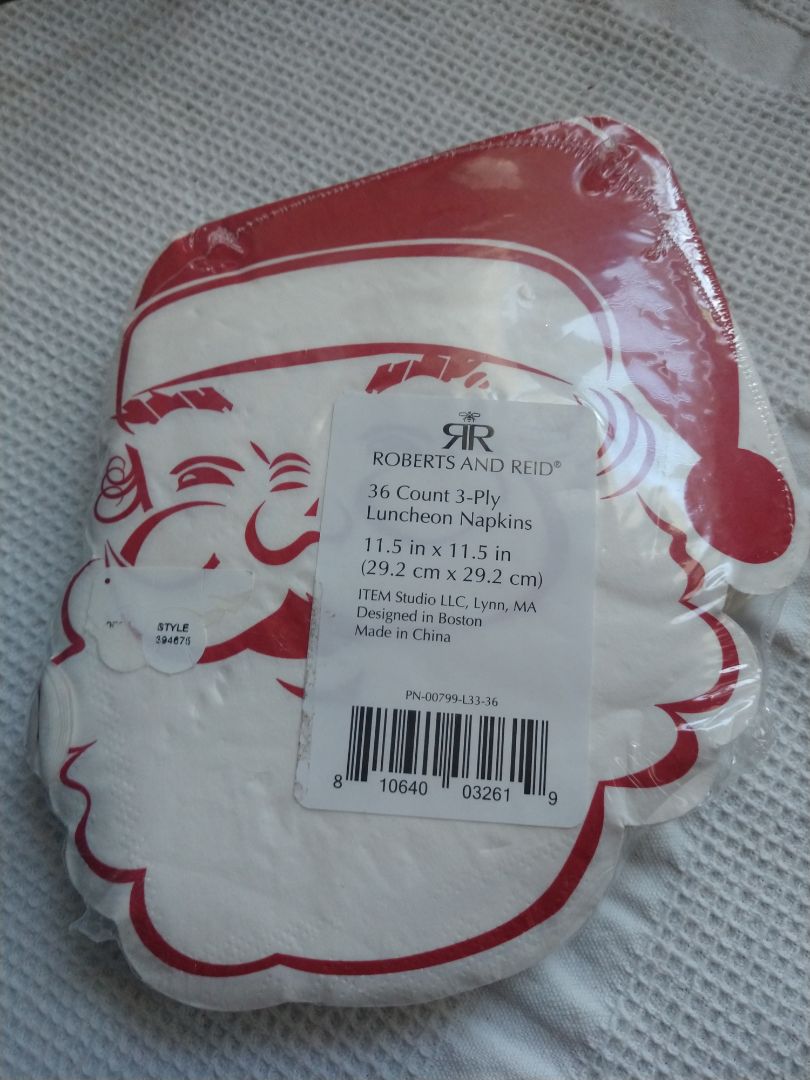 RR
ROBERTS AND REID®
36 Count 3-Ply
Luncheon Napkins
11.5 in x 11.5 in
(29.2 cm x 29.2 cm)
ITEM Studio LLC, Lynn, MA
Designed in Boston
Made in China
PN-00799-L33-36
8 10640 03261 9
STYLE
394675